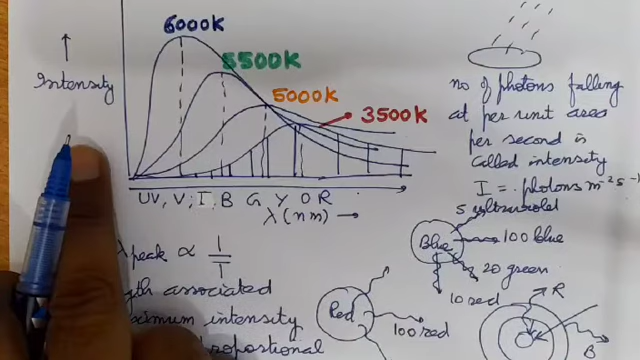 6000K
5500K
5000K
3500K
Intensity
UV, V, I, B G, Y O R
λ (nm) →
no of photons falling
at per unit area
per second is
called intensity
I = . photons m⁻² s⁻¹
5 ultraviolet
Blue
100 blue
20 green
10 red
λ peak ∝ 1/T
associated
intensity
Red
100 red
R
B